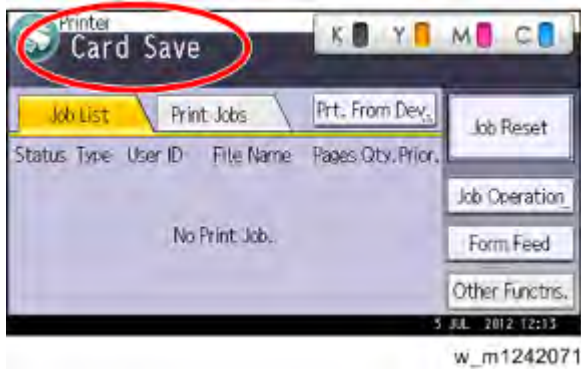 Printer
Card Save
K Y M C
Job List Print Jobs Prt. From Dev. Job Reset
Status Type User ID File Name Pages Qty. Prior.
Job Operation
No Print Job.
Form Feed
Other Functns.
5 JUL 2012 12:13
w_m1242071